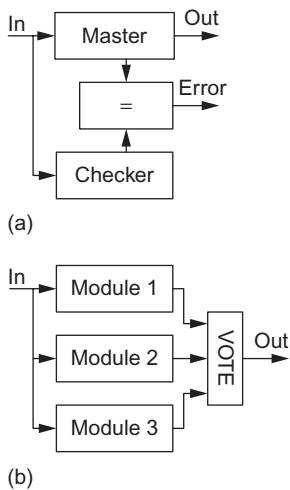 In
Master
Out
=
Error
Checker
(a)
In
Module 1
Module 2
VOTE
Out
Module 3
(b)